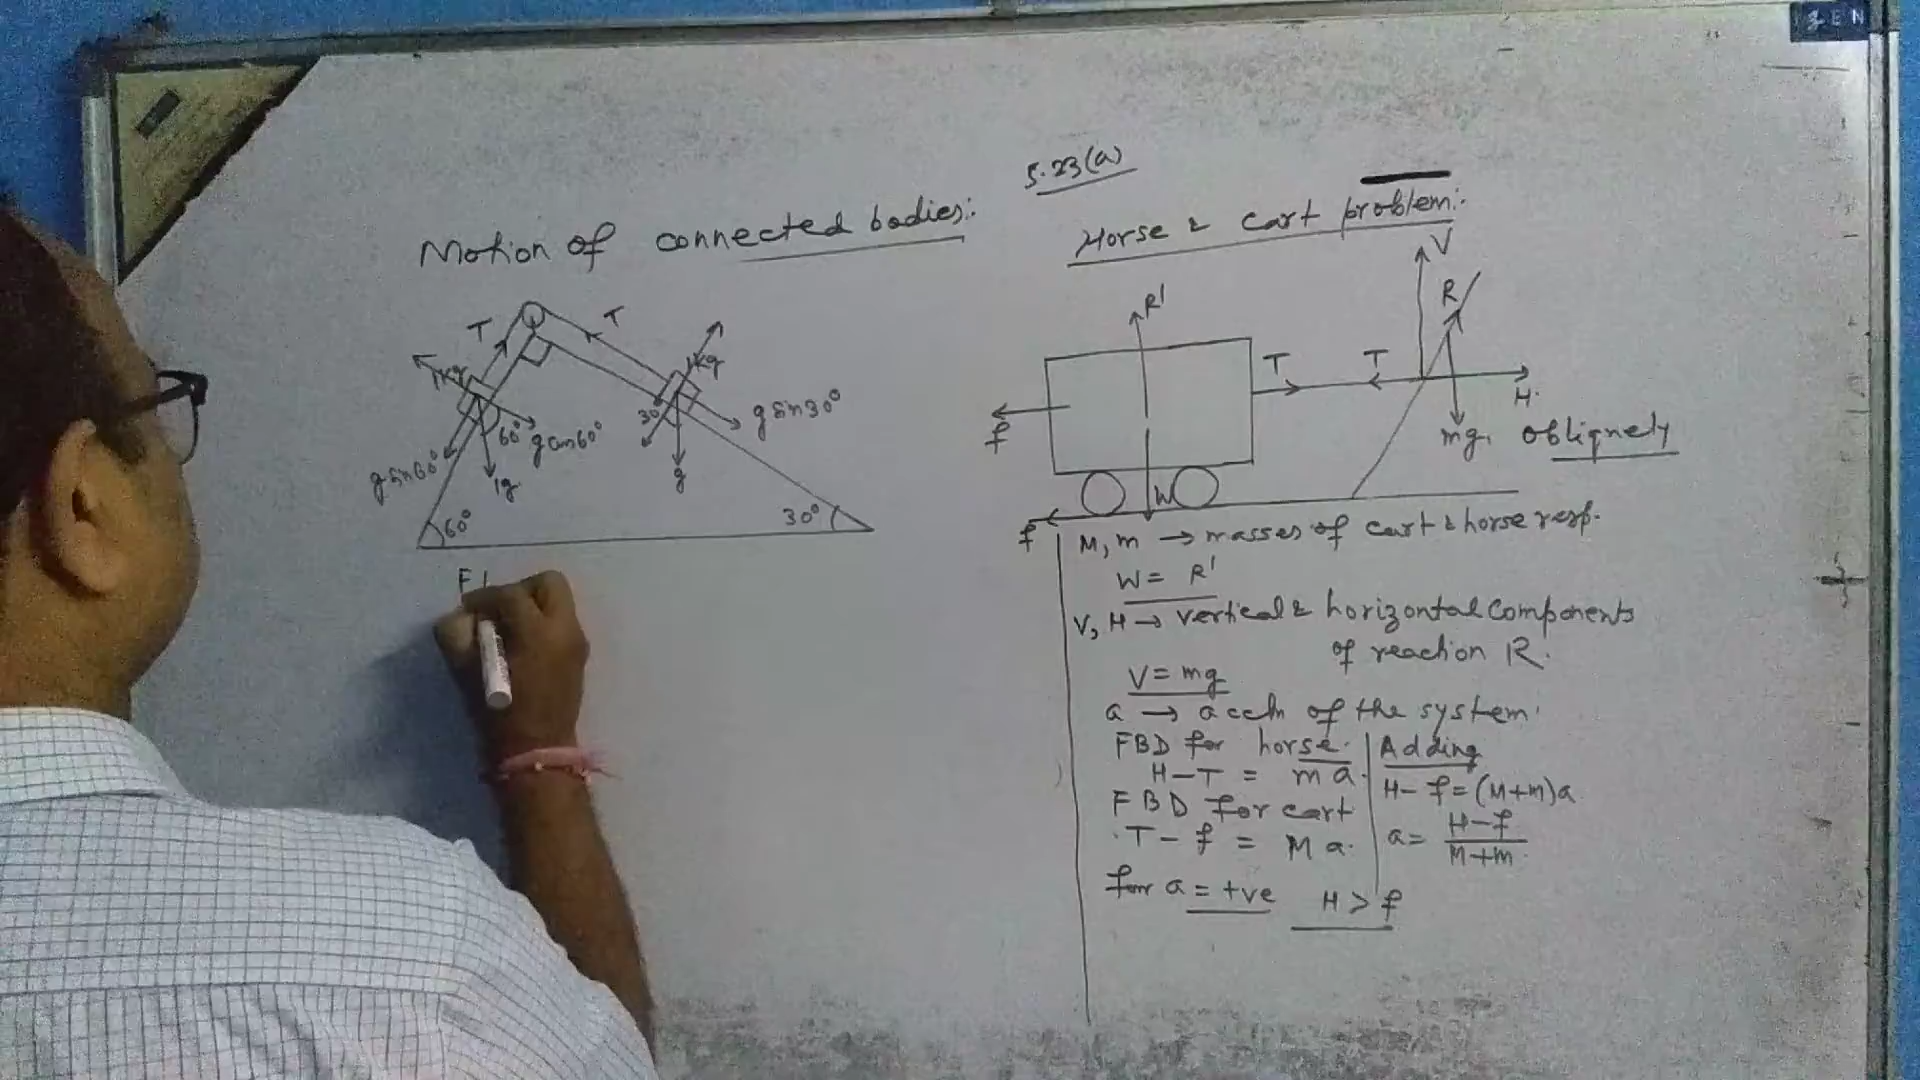 5.23(a)
Motion of connected bodies:
T
T
1Kg
1Kg
30°
g sin30°
60°
g cos60°
g sin60°
1g
g
60°
30°
F
Horse & cart problem:
V
R'
R
T
T
H
f
mg
obliquely
W
f
M, m → masses of cart & horse resp.
W = R'
V, H → vertical & horizontal components
of reaction R.
V = mg
a → accln of the system
FBD for horse.
H - T = ma.
FBD for cart
T - f = Ma.
for a = +ve H > f
Adding
H - f = (M+m)a
a = H-f
M+m